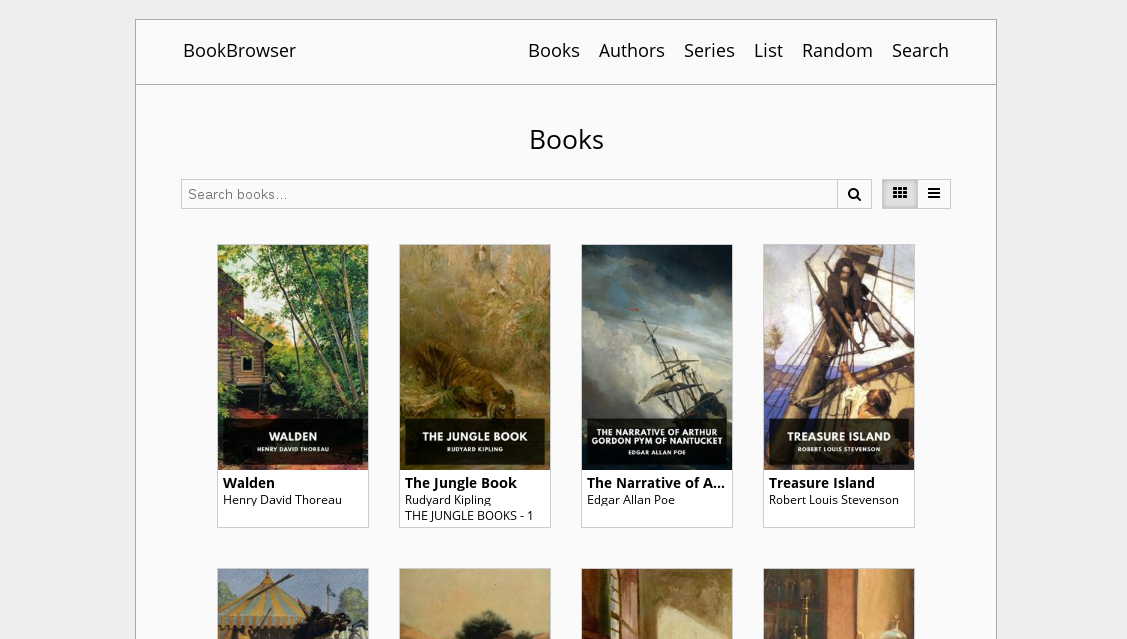 BookBrowser
Books Authors Series List Random Search
Books
Search books...
WALDEN
HENRY DAVID THOREAU
Walden
Henry David Thoreau
THE JUNGLE BOOK
RUDYARD KIPLING
The Jungle Book
Rudyard Kipling
THE JUNGLE BOOKS - 1
THE NARRATIVE OF ARTHUR
GORDON PYM OF NANTUCKET
EDGAR ALLAN POE
The Narrative of A...
Edgar Allan Poe
TREASURE ISLAND
ROBERT LOUIS STEVENSON
Treasure Island
Robert Louis Stevenson